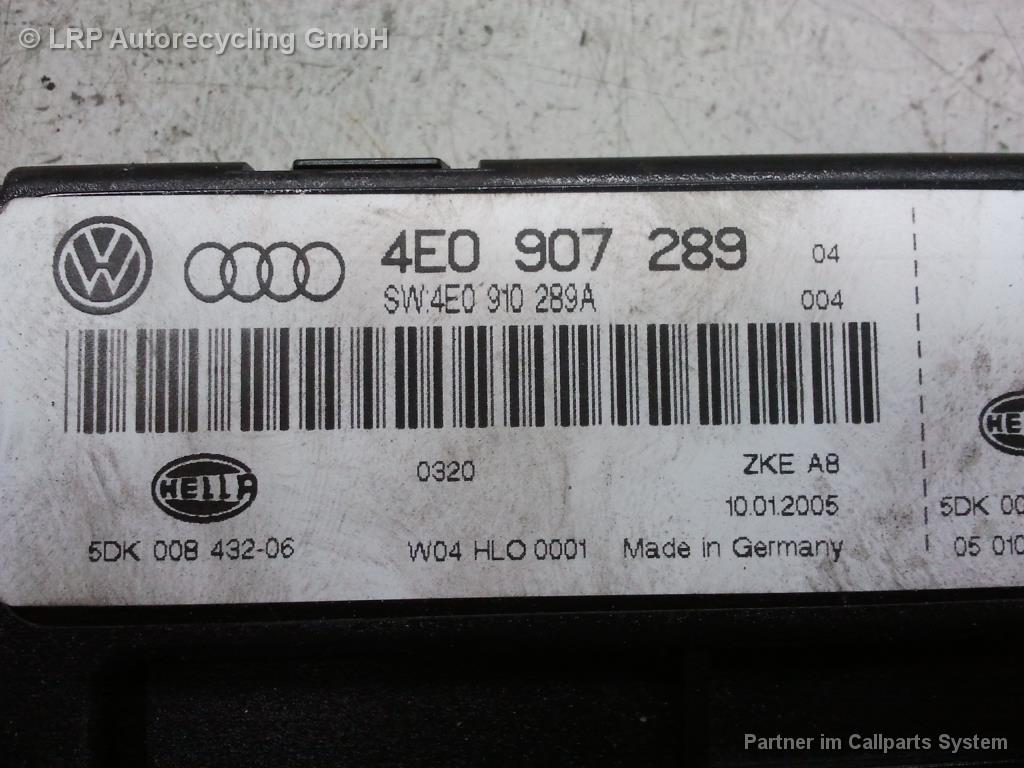 © LRP Autorecycling GmbH
4E0 907 289 04
SW:4E0 910 289A 004
HELLA 0320 ZKE A8
10.01.2005
5DK 008 432-06 W04 HLO 0001 Made in Germany
5DK 00
05 010
Partner im Callparts System